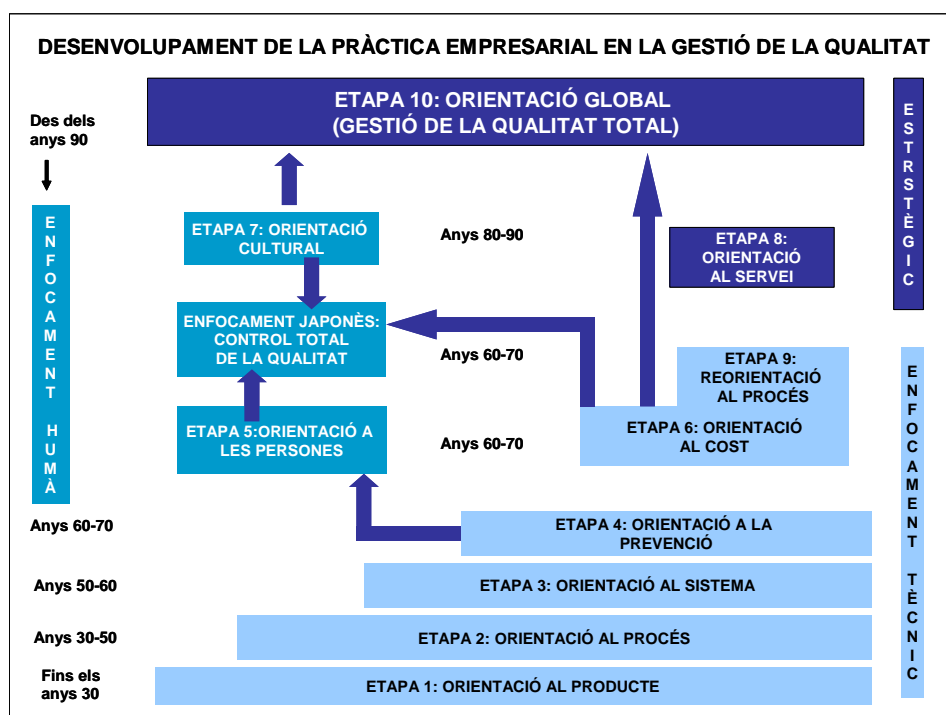 DESENVOLUPAMENT DE LA PRÀCTICA EMPRESARIAL EN LA GESTIÓ DE LA QUALITAT
ETAPA 10: ORIENTACIÓ GLOBAL
(GESTIÓ DE LA QUALITAT TOTAL)
Des dels
anys 90
ESTRSTÈGIC
ENFOCAMENT HUMÀ
ETAPA 7: ORIENTACIÓ
CULTURAL
Anys 80-90
ETAPA 8:
ORIENTACIÓ
AL SERVEI
ENFOCAMENT JAPONÈS:
CONTROL TOTAL
DE LA QUALITAT
Anys 60-70
ETAPA 9:
REORIENTACIÓ
AL PROCÉS
ENFOCAMENT TÈCNIC
ETAPA 5:ORIENTACIÓ A
LES PERSONES
Anys 60-70
ETAPA 6: ORIENTACIÓ
AL COST
Anys 60-70
ETAPA 4: ORIENTACIÓ A LA
PREVENCIÓ
Anys 50-60
ETAPA 3: ORIENTACIÓ AL SISTEMA
Anys 30-50
ETAPA 2: ORIENTACIÓ AL PROCÉS
Fins els
anys 30
ETAPA 1: ORIENTACIÓ AL PRODUCTE